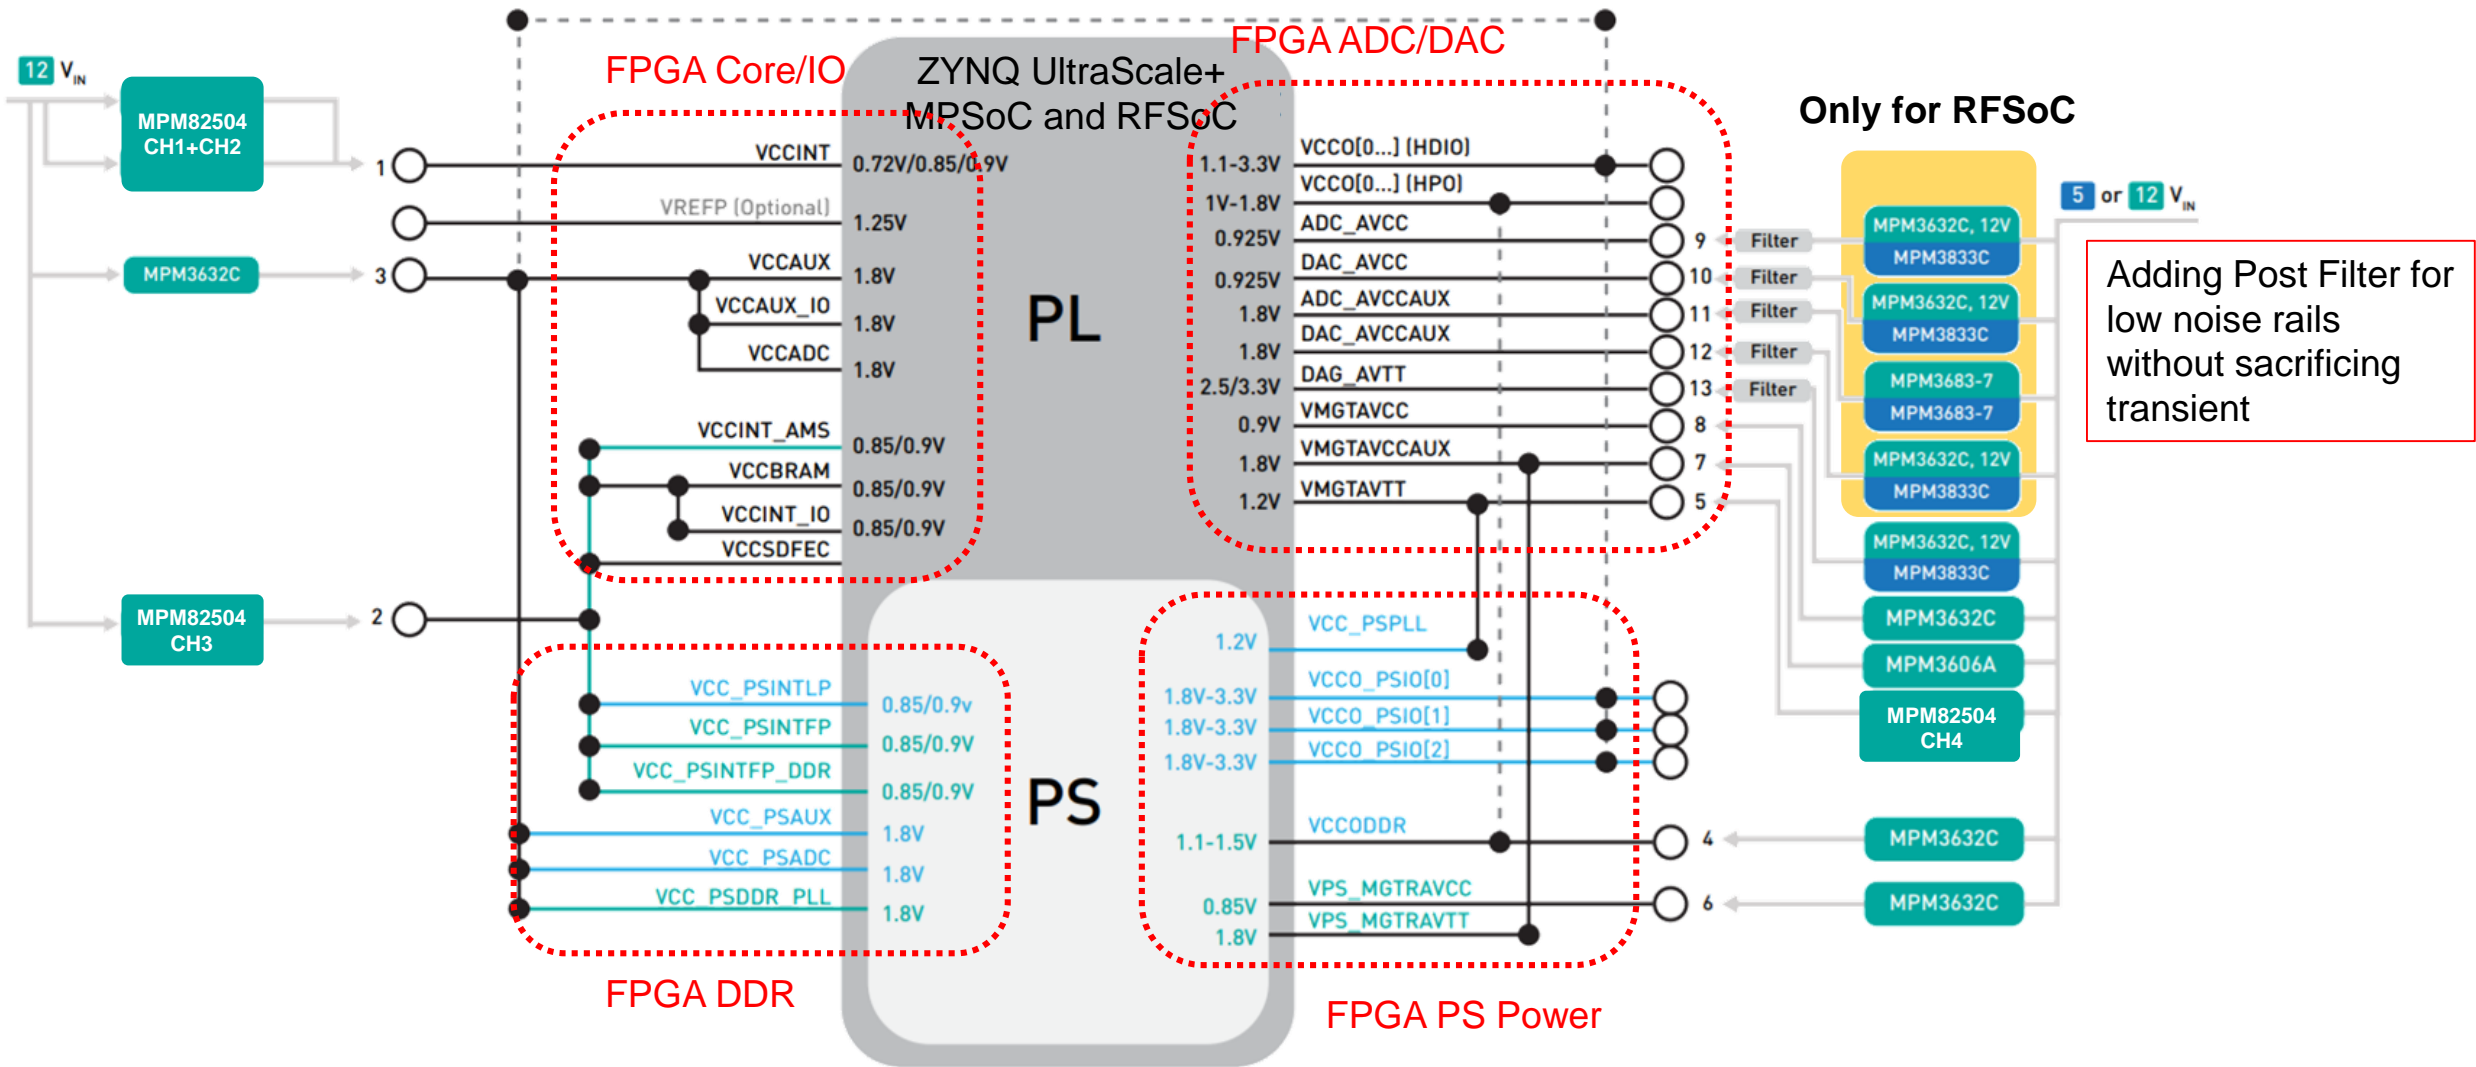 FPGA ADC/DAC
12 VIN
FPGA Core/IO
ZYNQ UltraScale+
MPSoC and RFSoC
Only for RFSoC
MPM82504
CH1+CH2
1
VCCINT
0.72V/0.85/0.9V
VREFP (Optional)
1.25V
MPM3632C
3
VCCAUX
1.8V
VCCAUX_IO
1.8V
VCCADC
1.8V
VCCINT_AMS
0.85/0.9V
VCCBRAM
0.85/0.9V
VCCINT_IO
0.85/0.9V
VCCSDFEC
MPM82504
CH3
2
PL
1.1-3.3V
VCCO[0...] (HDIO)
1V-1.8V
VCCO[0...] (HPO)
0.925V
ADC_AVCC
9
Filter
0.925V
DAC_AVCC
10
Filter
1.8V
ADC_AVCCAUX
11
Filter
1.8V
DAC_AVCCAUX
12
Filter
2.5/3.3V
DAG_AVTT
13
Filter
0.9V
VMGTAVCC
8
1.8V
VMGTAVCCAUX
7
1.2V
VMGTAVTT
5
5 or 12 VIN
MPM3632C, 12V
MPM3833C
MPM3632C, 12V
MPM3833C
MPM3683-7
MPM3683-7
MPM3632C, 12V
MPM3833C
MPM3632C, 12V
MPM3833C
MPM3632C
MPM3606A
MPM82504
CH4
Adding Post Filter for
low noise rails
without sacrificing
transient
VCC_PSINTLP
0.85/0.9v
VCC_PSINTFP
0.85/0.9V
VCC_PSINTFP_DDR
0.85/0.9V
VCC_PSAUX
1.8V
VCC_PSADC
1.8V
VCC_PSDDR_PLL
1.8V
FPGA DDR
PS
1.2V
VCC_PSPLL
1.8V-3.3V
VCCO_PSIO[0]
1.8V-3.3V
VCCO_PSIO[1]
1.8V-3.3V
VCCO_PSIO[2]
1.1-1.5V
VCCODDR
4
MPM3632C
0.85V
VPS_MGTRAVCC
6
MPM3632C
1.8V
VPS_MGTRAVTT
FPGA PS Power